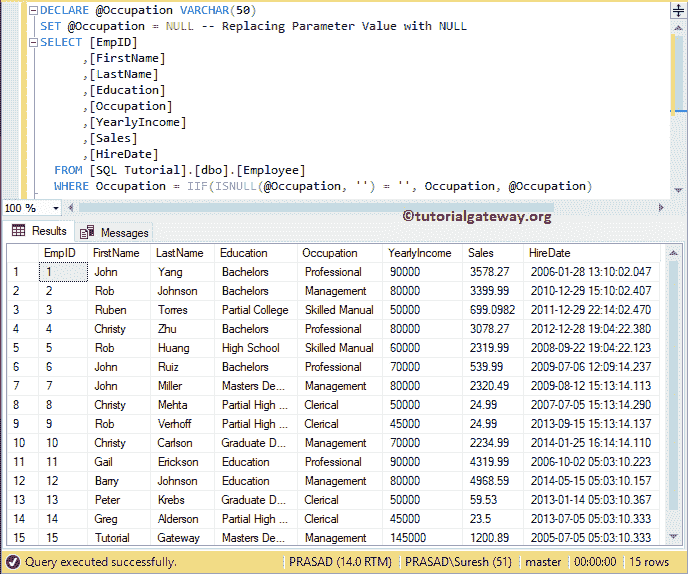 DECLARE @Occupation VARCHAR(50)
SET @Occupation = NULL -- Replacing Parameter Value with NULL
SELECT [EmpID]
,[FirstName]
,[LastName]
,[Education]
,[Occupation]
,[YearlyIncome]
,[Sales]
,[HireDate]
FROM [SQL Tutorial].[dbo].[Employee]
WHERE Occupation = IIF(ISNULL(@Occupation, '') = '', Occupation, @Occupation)
100 %
©tutorialgateway.org
Results Messages
EmpID FirstName LastName Education Occupation YearlyIncome Sales HireDate
1 1 John Yang Bachelors Professional 90000 3578.27 2006-01-28 13:10:02.047
2 2 Rob Johnson Bachelors Management 80000 3399.99 2010-12-29 15:10:02.407
3 3 Ruben Torres Partial College Skilled Manual 50000 699.0982 2011-12-29 22:14:02.470
4 4 Christy Zhu Bachelors Professional 80000 3078.27 2012-12-28 19:04:22.380
5 5 Rob Huang High School Skilled Manual 60000 2319.99 2008-09-22 19:04:22.123
6 6 John Ruiz Bachelors Professional 70000 539.99 2009-07-06 12:09:14.237
7 7 John Miller Masters De... Management 80000 2320.49 2009-08-12 15:13:14.113
8 8 Christy Mehta Partial High ... Clerical 50000 24.99 2007-07-05 15:13:14.290
9 9 Rob Verhoff Partial High ... Clerical 45000 24.99 2013-09-15 15:13:14.137
10 10 Christy Carlson Graduate D... Management 70000 2234.99 2014-01-25 16:14:14.110
11 11 Gail Erickson Education Professional 90000 4319.99 2006-10-02 05:03:10.223
12 12 Barry Johnson Education Management 80000 4968.59 2014-05-15 05:03:10.157
13 13 Peter Krebs Graduate D... Clerical 50000 59.53 2013-01-14 05:03:10.367
14 14 Greg Alderson Partial High ... Clerical 45000 23.5 2013-07-05 05:03:10.333
15 15 Tutorial Gateway Masters De... Management 145000 1200.89 2005-07-05 05:03:10.333
Query executed successfully. PRASAD (14.0 RTM) PRASAD\Suresh (51) master 00:00:00 15 rows